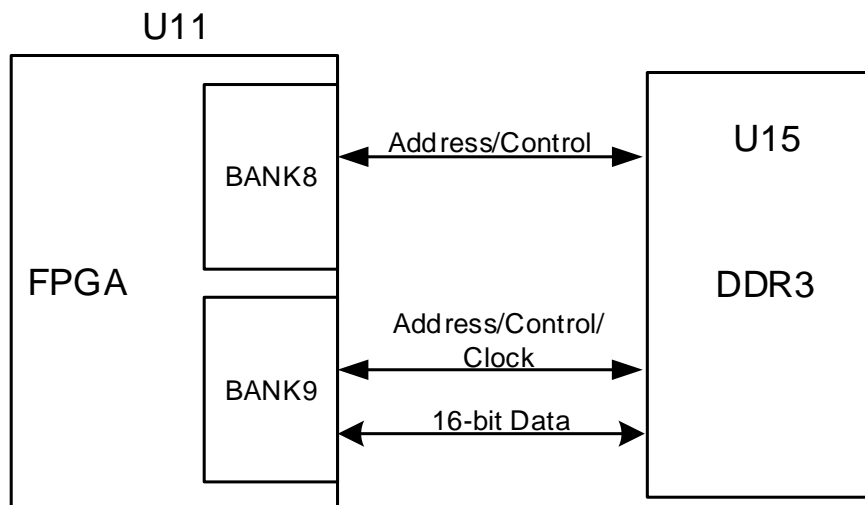 U11
BANK8
Address/Control
U15
FPGA
DDR3
Address/Control/
Clock
BANK9
16-bit Data